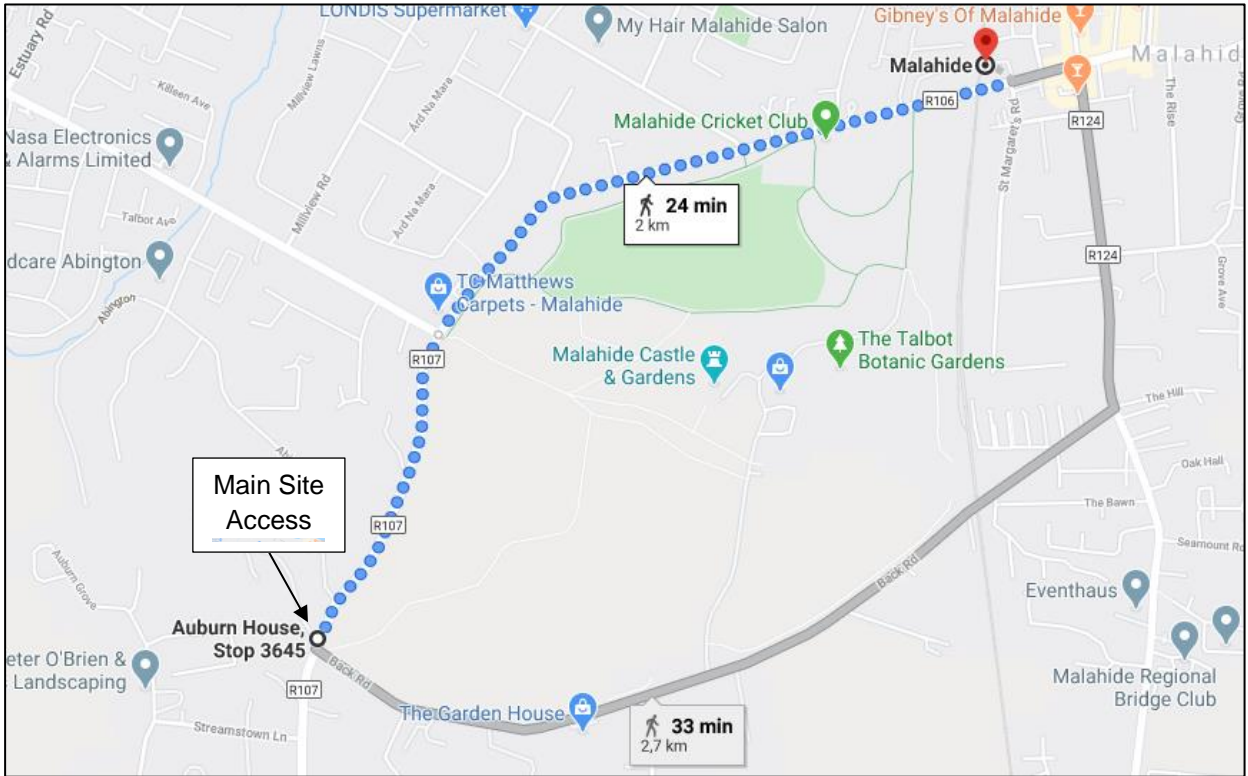 LONDIS Supermarket
My Hair Malahide Salon
Gibney's Of Malahide
Estuary Rd
Killeen Ave
Millview Lawns
Ard Na Mara
Malahide
Malahid
R106
The Rise
Grove Rd
Malahide Cricket Club
Nasa Electronics
& Alarms Limited
R124
St Margaret's Rd
24 min
2 km
Talbot Ave
Millview Rd
Ard Na Mara
dcare Abington
R124
Grove Ave
Abington
TC Matthews
Carpets - Malahide
R107
Malahide Castle
& Gardens
The Talbot
Botanic Gardens
The Hill
Main Site
Access
Oak Hall
The Bawn
R107
Seamount Rd
Auburn Grove
Back Rd
Eventhaus
Auburn House,
Stop 3645
eter O'Brien &
Landscaping
Back Rd
R107
Malahide Regional
Bridge Club
The Garden House
Streamstown Ln
33 min
2,7 km